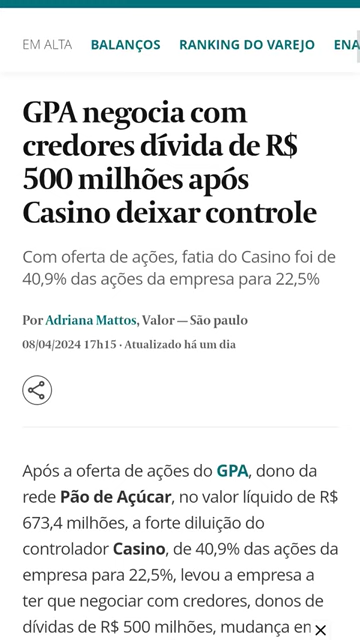 EM ALTA BALANÇOS RANKING DO VAREJO ENA
GPA negocia com
credores dívida de R$
500 milhões após
Casino deixar controle
Com oferta de ações, fatia do Casino foi de
40,9% das ações da empresa para 22,5%
Por Adriana Mattos, Valor — São paulo
08/04/2024 17h15 · Atualizado há um dia
Após a oferta de ações do GPA, dono da
rede Pão de Açúcar, no valor líquido de R$
673,4 milhões, a forte diluição do
controlador Casino, de 40,9% das ações da
empresa para 22,5%, levou a empresa a
ter que negociar com credores, donos de
dívidas de R$ 500 milhões, mudança en